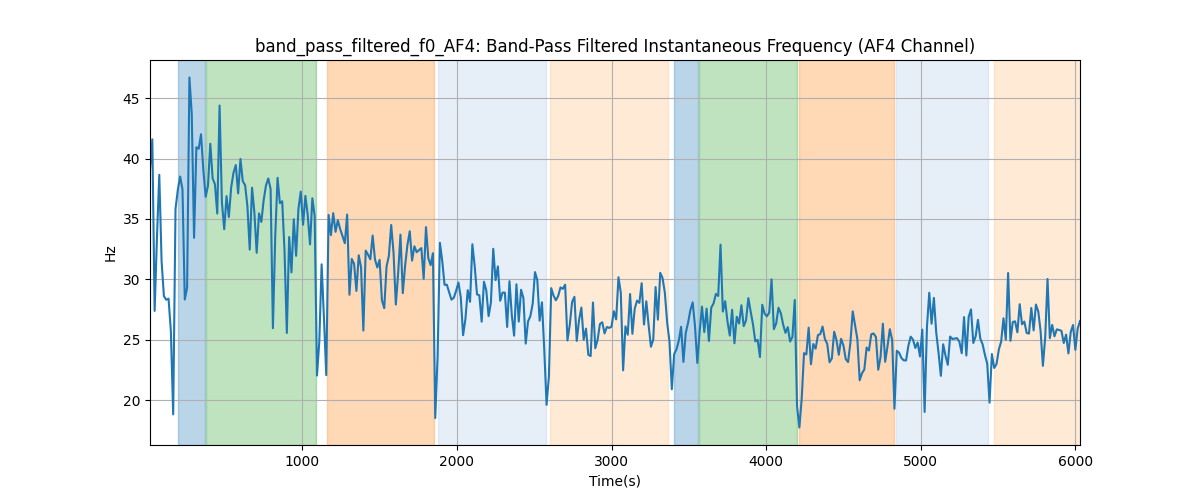 band_pass_filtered_f0_AF4: Band-Pass Filtered Instantaneous Frequency (AF4 Channel)
45
40
35
30
25
20
Hz
1000 2000 3000 4000 5000 6000
Time(s)